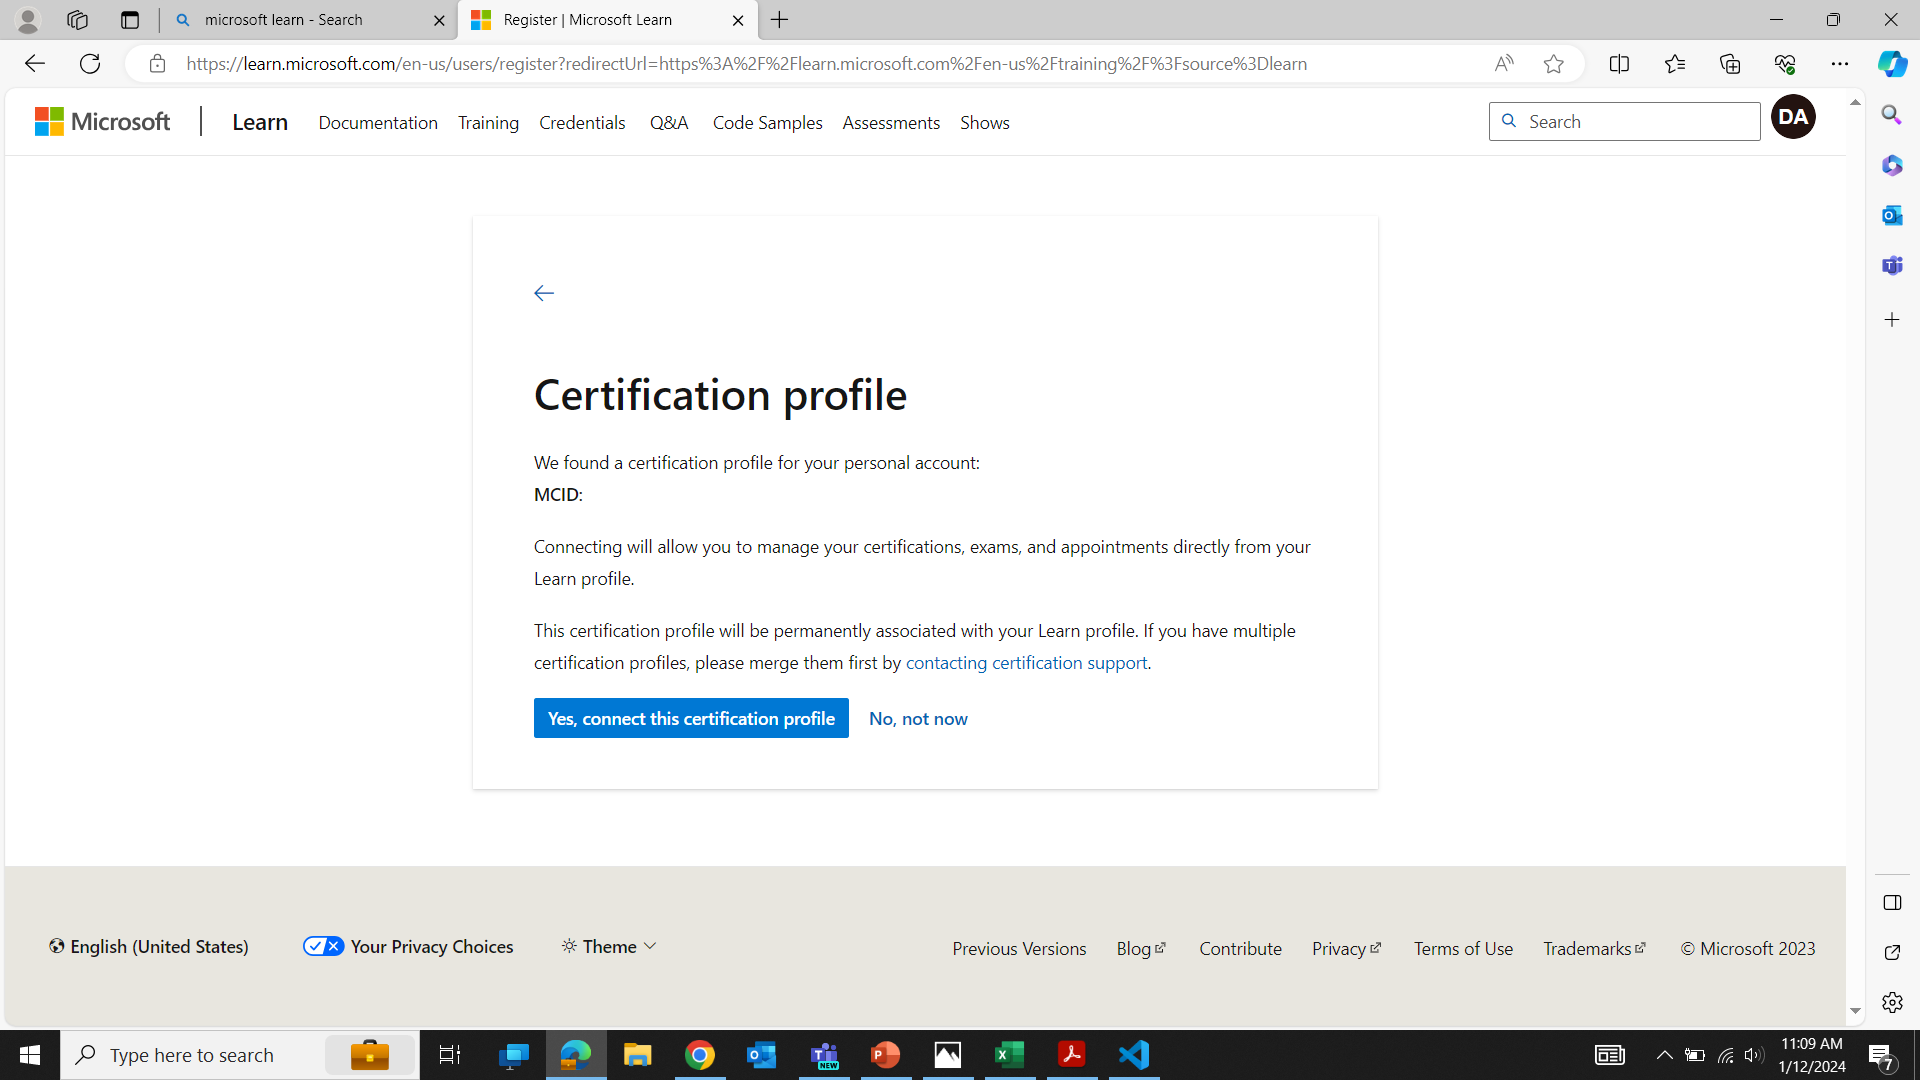 microsoft learn - Search
Register | Microsoft Learn
https://learn.microsoft.com/en-us/users/register?redirectUrl=https%3A%2F%2Flearn.microsoft.com%2Fen-us%2Ftraining%2F%3Fsource%3Dlearn
Microsoft
Learn
Documentation
Training
Credentials
Q&A
Code Samples
Assessments
Shows
Search
DA
Certification profile
We found a certification profile for your personal account:
MCID:
Connecting will allow you to manage your certifications, exams, and appointments directly from your
Learn profile.
This certification profile will be permanently associated with your Learn profile. If you have multiple
certification profiles, please merge them first by contacting certification support.
Yes, connect this certification profile
No, not now
English (United States)
Your Privacy Choices
Theme
Previous Versions
Blog
Contribute
Privacy
Terms of Use
Trademarks
© Microsoft 2023
Type here to search
NEW
11:09 AM
1/12/2024
7